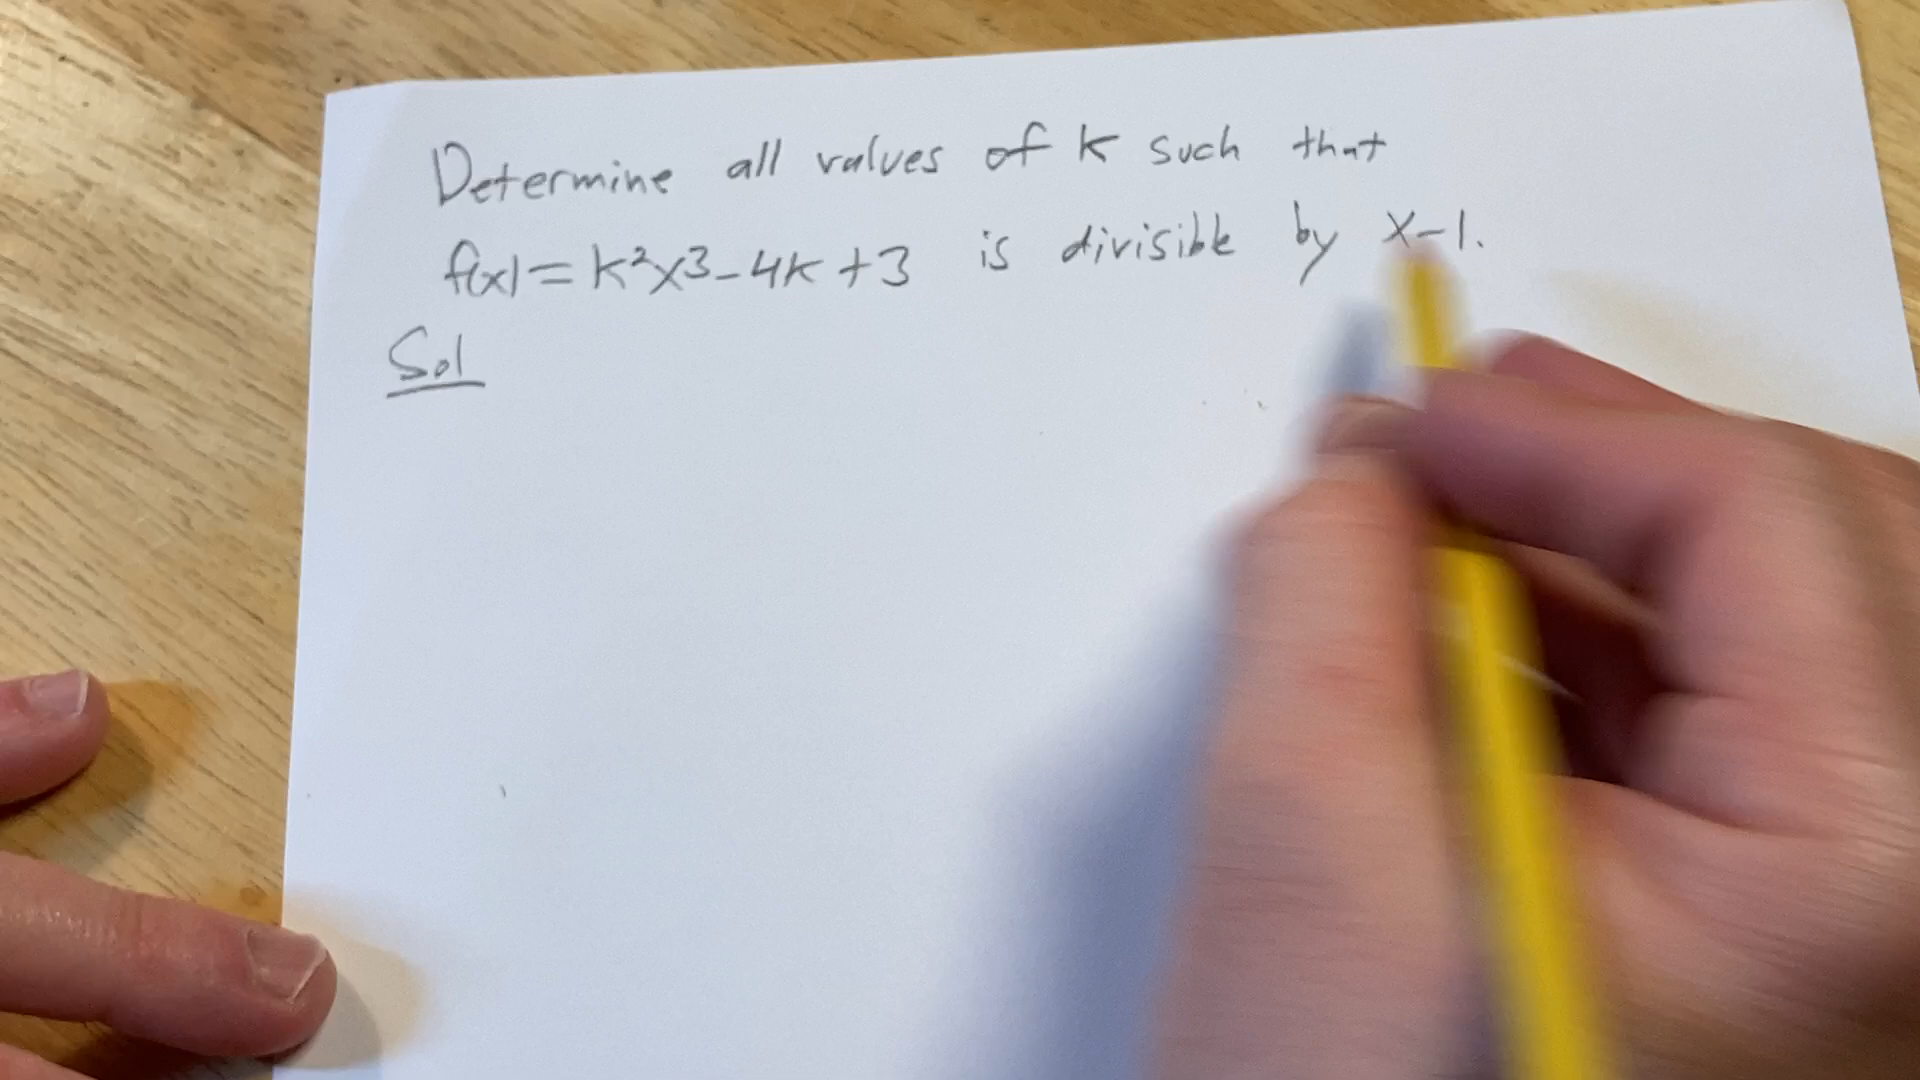 Determine all values of k such that
f(x) = k²x³ - 4k + 3 is divisible by x-1.
Sol